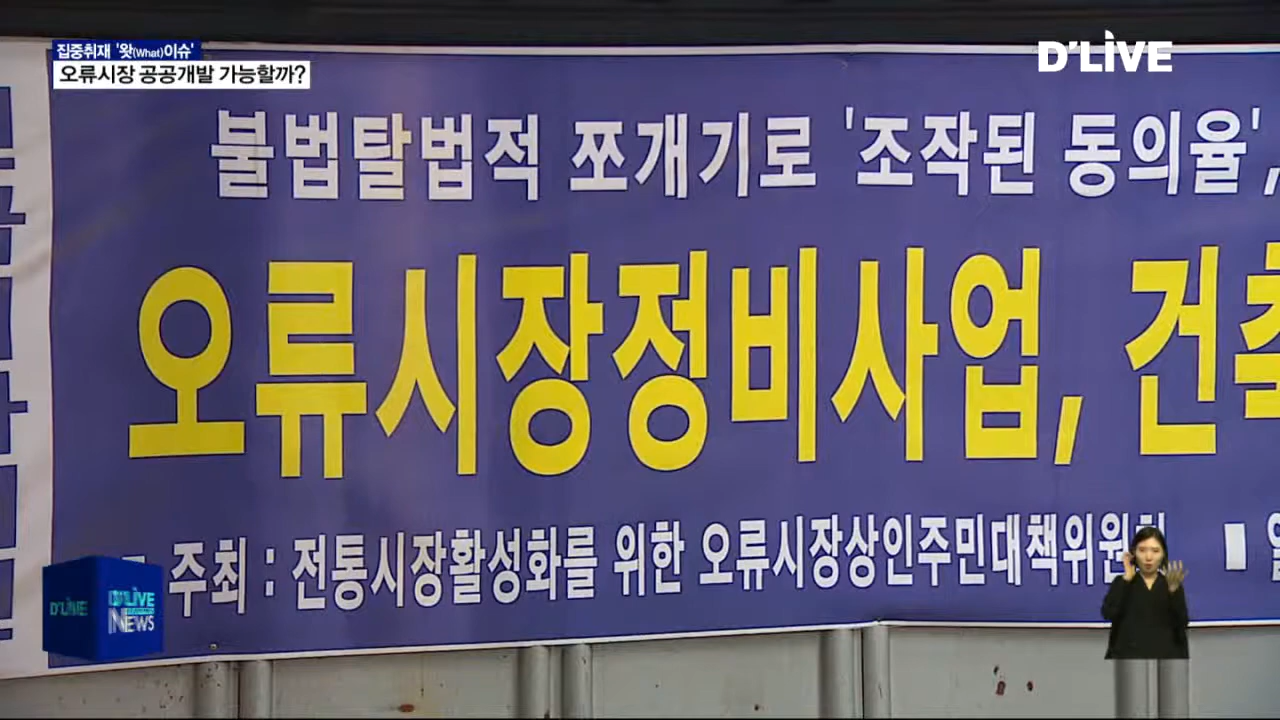 집중취재 '왓(What)이슈'
오류시장 공공개발 가능할까?
D'LIVE
불법탈법적 쪼개기로 '조작된 동의율',
오류시장정비사업, 건축
주최 : 전통시장활성화를 위한 오류시장상인주민대책위원회
D'LIVE
D'LIVE
NEWS